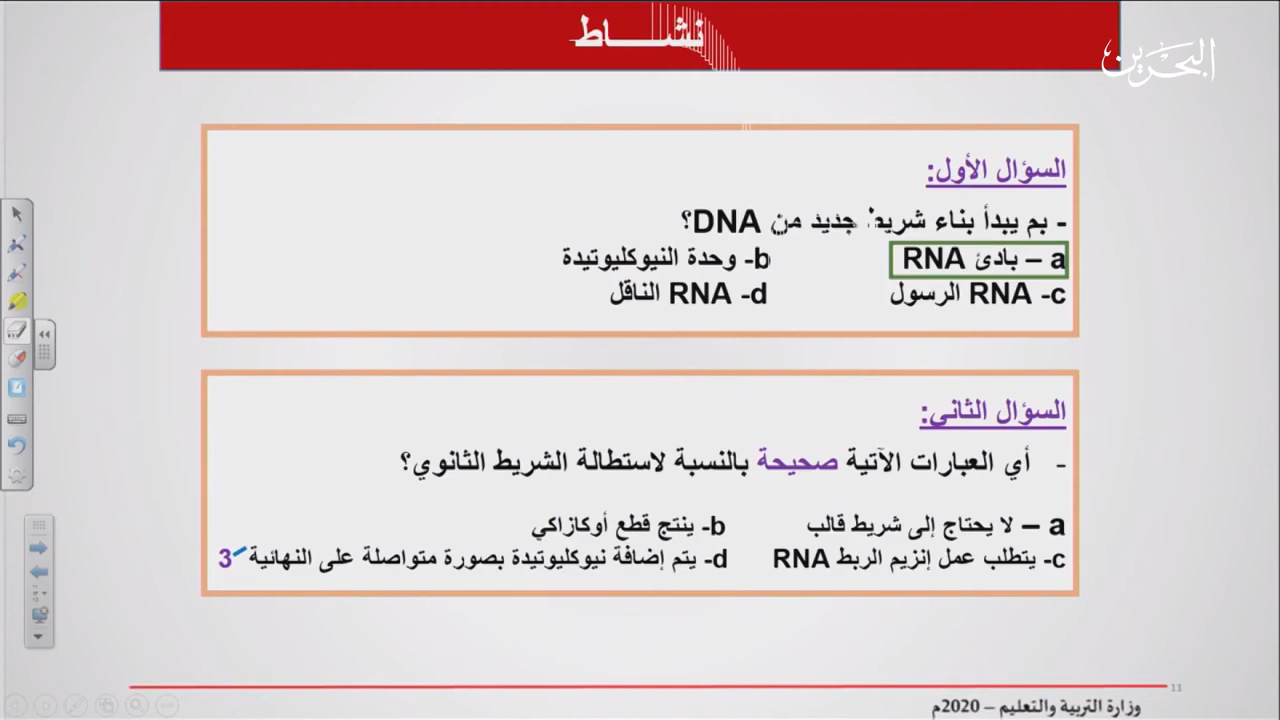 نشـــاط
البحرين
السؤال الأول:
- بم يبدأ بناء شريط جديد من DNA؟
a – بادئ RNA b- وحدة النيوكليوتيدة
c- RNA الرسول d- RNA الناقل
السؤال الثاني:
- أي العبارات الآتية صحيحة بالنسبة لاستطالة الشريط الثانوي؟
a – لا يحتاج إلى شريط قالب b- ينتج قطع أوكازاكي
c- يتطلب عمل إنزيم الربط RNA d- يتم إضافة نيوكليوتيدة بصورة متواصلة على النهائية 3
11
وزارة التربية والتعليم – 2020م